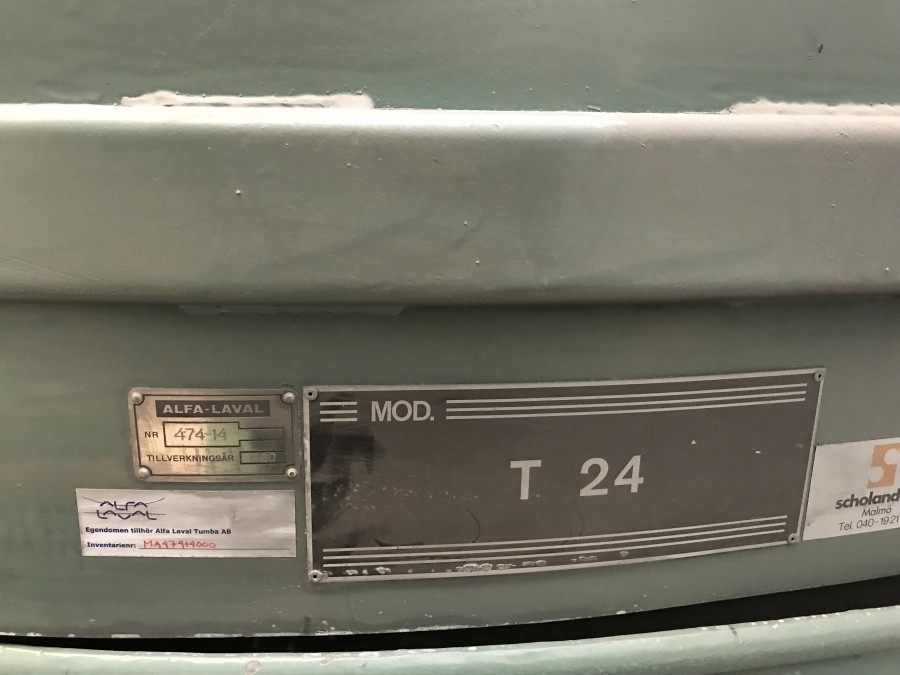 ALFA-LAVAL
NR 474-14
TILLVERKNINGSÅR
ALFA
LAVAL
Egendomen tillhör Alfa Laval Tumba AB
Inventarienr: MA47414000
MOD.
T 24
scholand
Malmö
Tel. 040-1921